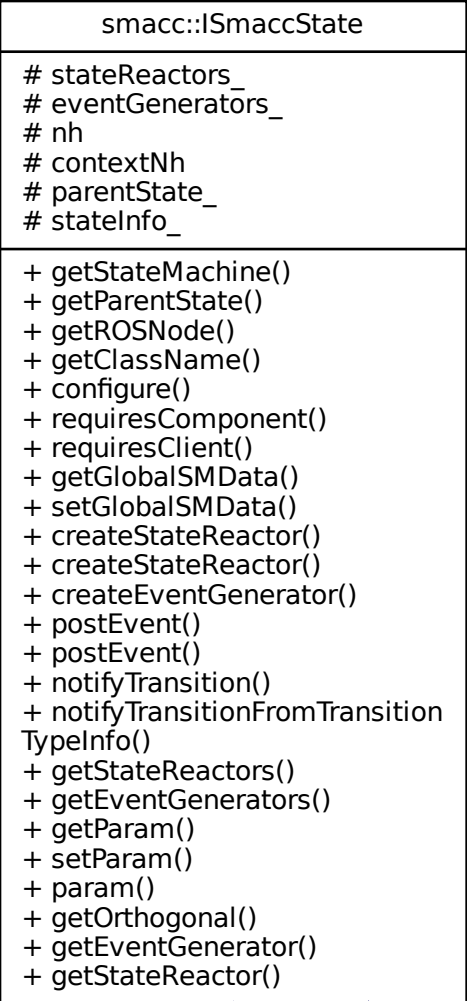 smacc::ISmaccState
# stateReactors_
# eventGenerators_
# nh
# contextNh
# parentState_
# stateInfo_
+ getStateMachine()
+ getParentState()
+ getROSNode()
+ getClassName()
+ configure()
+ requiresComponent()
+ requiresClient()
+ getGlobalSMData()
+ setGlobalSMData()
+ createStateReactor()
+ createStateReactor()
+ createEventGenerator()
+ postEvent()
+ postEvent()
+ notifyTransition()
+ notifyTransitionFromTransition
TypeInfo()
+ getStateReactors()
+ getEventGenerators()
+ getParam()
+ setParam()
+ param()
+ getOrthogonal()
+ getEventGenerator()
+ getStateReactor()